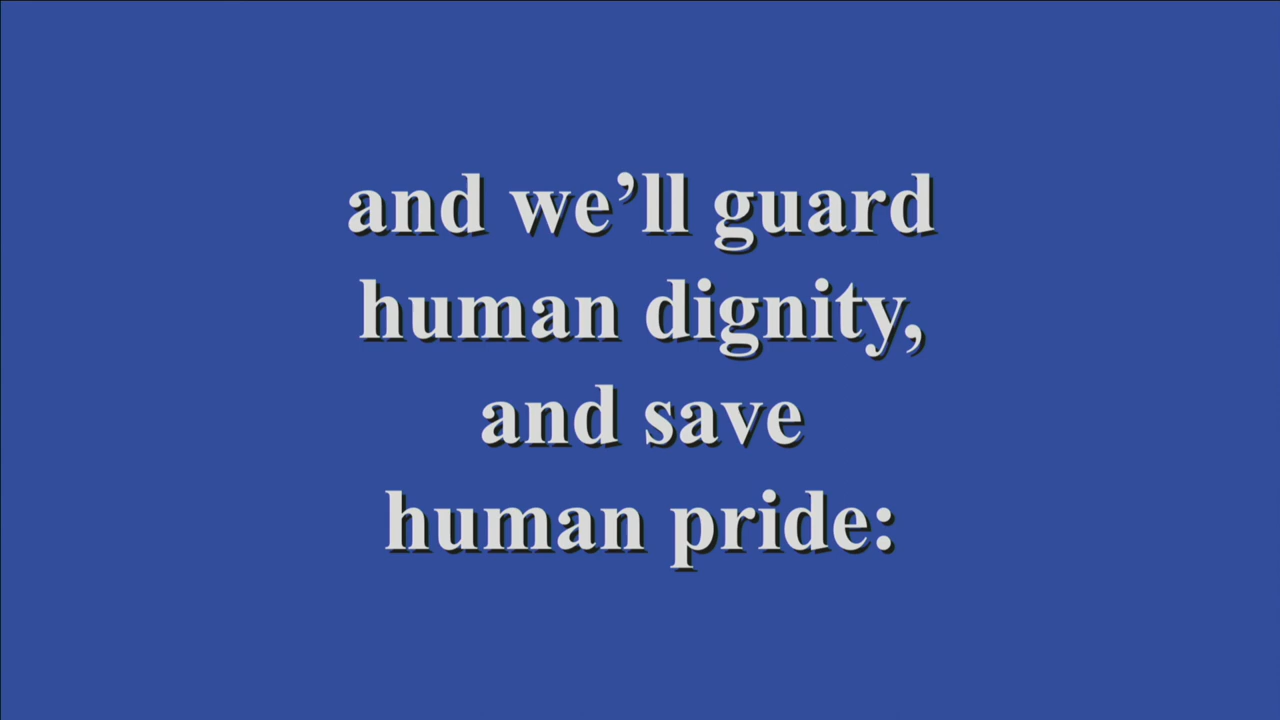 and we’ll guard
human dignity,
and save
human pride: